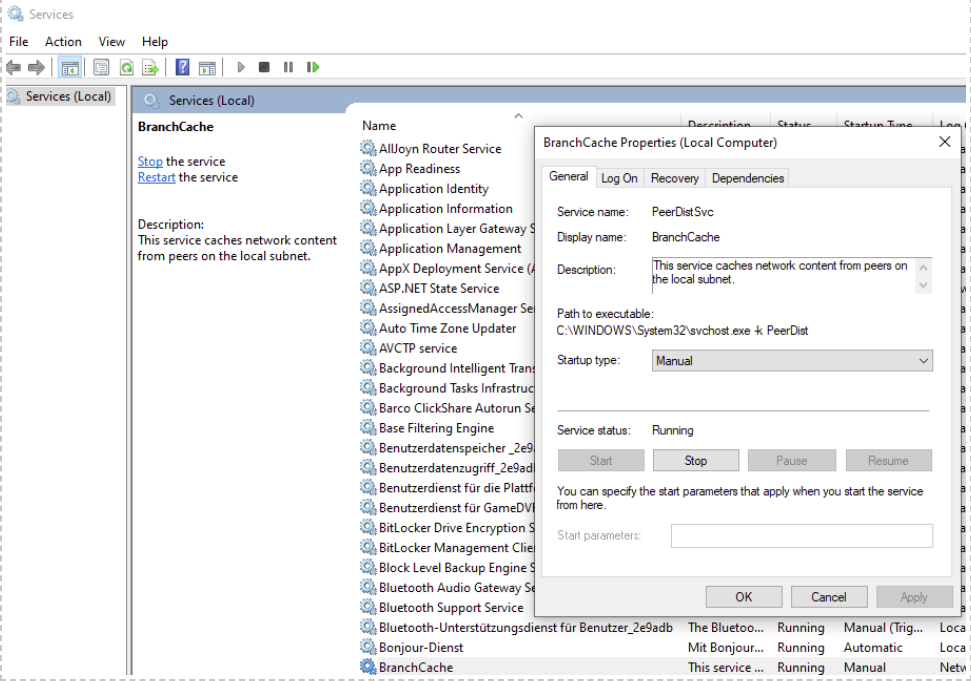 Services
File Action View Help
Services (Local)
Services (Local)
BranchCache
Stop the service
Restart the service
Description:
This service caches network content
from peers on the local subnet.
Name Description Status Startup Type Log
AllJoyn Router Service
App Readiness
Application Identity
Application Information
Application Layer Gateway S
Application Management
AppX Deployment Service (A
ASP.NET State Service
AssignedAccessManager Se
Auto Time Zone Updater
AVCTP service
Background Intelligent Trans
Background Tasks Infrastruc
Barco ClickShare Autorun Se
Base Filtering Engine
Benutzerdatenspeicher _2e9a
Benutzerdatenzugriff_2e9adb
Benutzerdienst für die Plattf
Benutzerdienst für GameDVR
BitLocker Drive Encryption S
BitLocker Management Clie
Block Level Backup Engine S
Bluetooth Audio Gateway Se
Bluetooth Support Service
Bluetooth-Unterstützungsdienst für Benutzer_2e9adb The Bluetoo... Running Manual (Trig... Loca
Bonjour-Dienst Mit Bonjour... Running Automatic Loca
BranchCache This service ... Running Manual Netw
BranchCache Properties (Local Computer)
General Log On Recovery Dependencies
Service name: PeerDistSvc
Display name: BranchCache
Description: This service caches network content from peers on
the local subnet.
Path to executable:
C:\WINDOWS\System32\svchost.exe -k PeerDist
Startup type: Manual
Service status: Running
Start Stop Pause Resume
You can specify the start parameters that apply when you start the service
from here.
Start parameters:
OK Cancel Apply